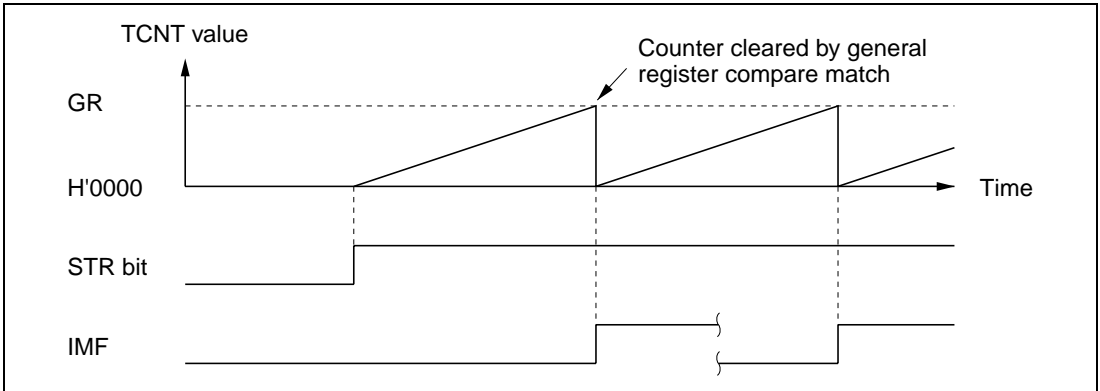 TCNT value
Counter cleared by general
register compare match
GR
H'0000
Time
STR bit
IMF